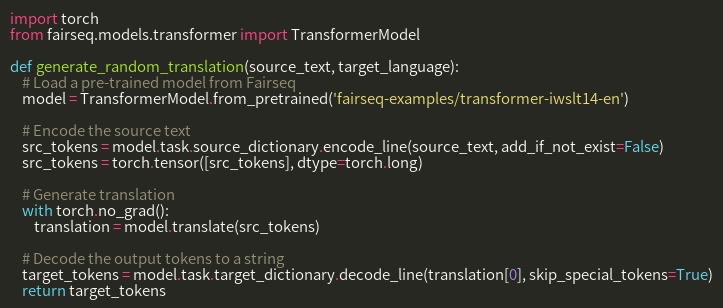 import torch
from fairseq.models.transformer import TransformerModel
def generate_random_translation(source_text, target_language):
# Load a pre-trained model from Fairseq
model = TransformerModel.from_pretrained('fairseq-examples/transformer-iwslt14-en')
# Encode the source text
src_tokens = model.task.source_dictionary.encode_line(source_text, add_if_not_exist=False)
src_tokens = torch.tensor([src_tokens], dtype=torch.long)
# Generate translation
with torch.no_grad():
translation = model.translate(src_tokens)
# Decode the output tokens to a string
target_tokens = model.task.target_dictionary.decode_line(translation[0], skip_special_tokens=True)
return target_tokens